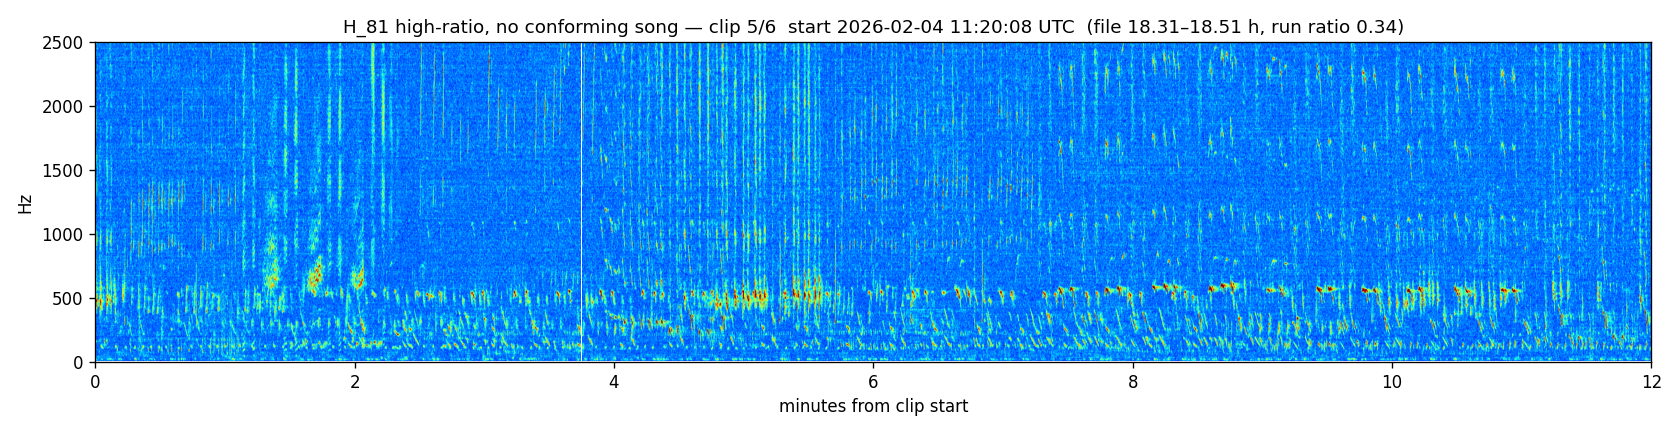 H_81 high-ratio, no conforming song — clip 5/6  start 2026-02-04 11:20:08 UTC  (file 18.31–18.51 h, run ratio 0.34)
2500
2000
1500
1000
500
0
Hz
0 2 4 6 8 10 12
minutes from clip start